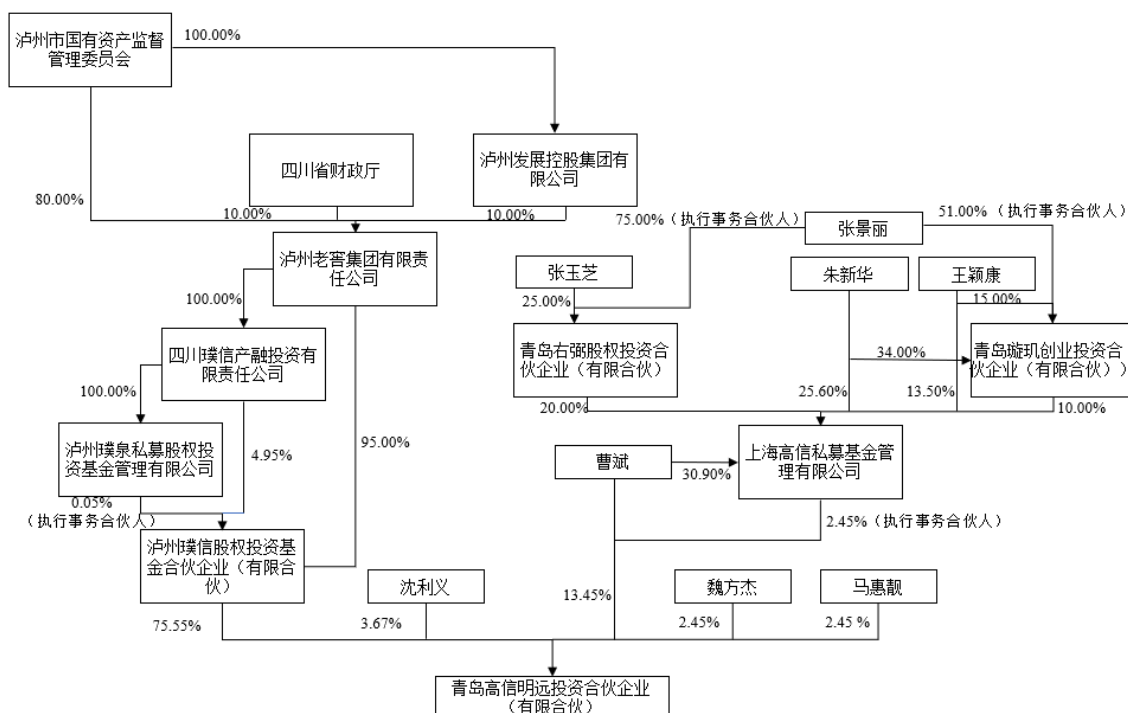 泸州市国有资产监督
管理委员会
100.00%
四川省财政厅
泸州发展控股集团有
限公司
80.00%
10.00%
10.00%
75.00%（执行事务合伙人）
51.00%（执行事务合伙人）
张景丽
泸州老窖集团有限责
任公司
张玉芝
朱新华
王颖康
100.00%
25.00%
15.00%
四川璞信产融投资有
限责任公司
青岛右弼股权投资合
伙企业（有限合伙）
34.00%
青岛璇玑创业投资合
伙企业（有限合伙））
100.00%
25.60%
13.50%
20.00%
10.00%
泸州璞泉私募股权投
资基金管理有限公司
4.95%
95.00%
曹斌
30.90%
上海高信私募基金管
理有限公司
0.05%
（执行事务合伙人）
2.45%（执行事务合伙人）
泸州璞信股权投资基
金合伙企业（有限合
伙）
沈利义
13.45%
魏方杰
马惠靓
75.55%
3.67%
2.45%
2.45 %
青岛高信明远投资合伙企业
（有限合伙）